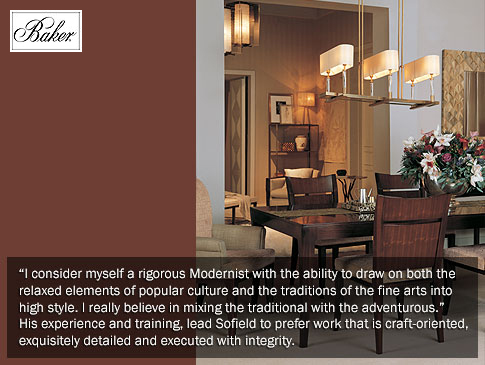 Baker
“I consider myself a rigorous Modernist with the ability to draw on both the
relaxed elements of popular culture and the traditions of the fine arts into
high style. I really believe in mixing the traditional with the adventurous.”
His experience and training, lead Sofield to prefer work that is craft-oriented,
exquisitely detailed and executed with integrity.